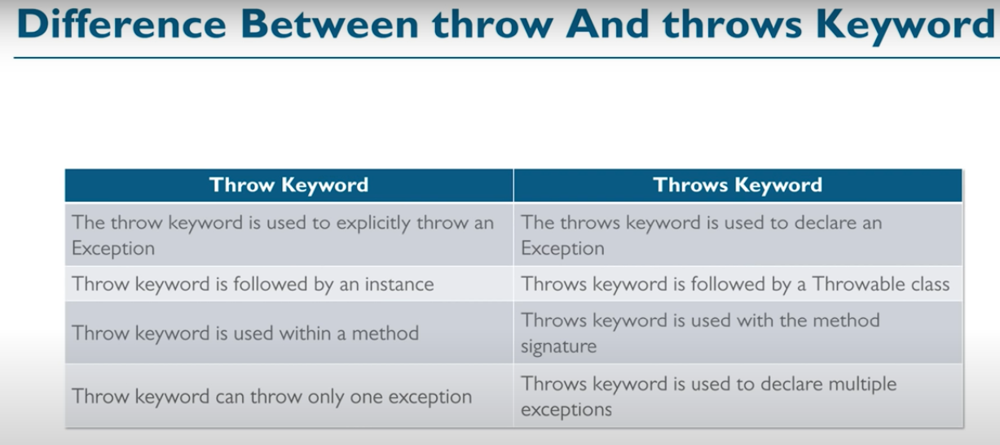 Difference Between throw And throws Keyword
Throw Keyword
Throws Keyword
The throw keyword is used to explicitly throw an
Exception
The throws keyword is used to declare an
Exception
Throw keyword is followed by an instance
Throws keyword is followed by a Throwable class
Throw keyword is used within a method
Throws keyword is used with the method
signature
Throw keyword can throw only one exception
Throws keyword is used to declare multiple
exceptions